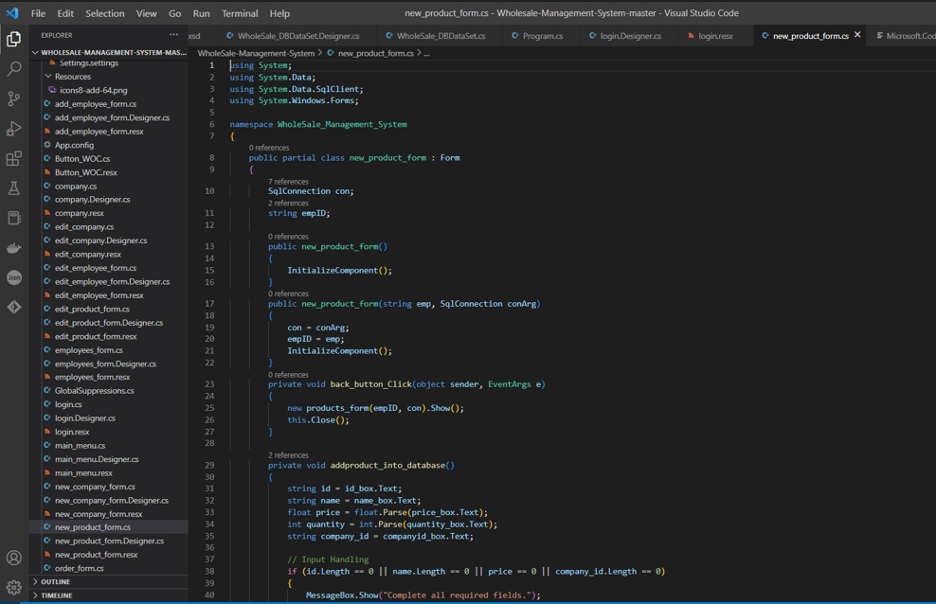 File Edit Selection View Go Run Terminal Help
new_product_form.cs - Wholesale-Management-System-master - Visual Studio Code
EXPLORER ...
xsd WholeSale_DBDataSet.Designer.cs WholeSale_DBDataSet.cs Program.cs login.Designer.cs login.resx new_product_form.cs Microsoft.Cod
WHOLESALE-MANAGEMENT-SYSTEM-MAS...
Settings.settings
Resources
icons8-add-64.png
add_employee_form.cs
add_employee_form.Designer.cs
add_employee_form.resx
App.config
Button_WOC.cs
Button_WOC.resx
company.cs
company.Designer.cs
company.resx
edit_company.cs
edit_company.Designer.cs
edit_company.resx
edit_employee_form.cs
edit_employee_form.Designer.cs
edit_employee_form.resx
edit_product_form.cs
edit_product_form.Designer.cs
edit_product_form.resx
employees_form.cs
employees_form.Designer.cs
employees_form.resx
GlobalSuppressions.cs
login.cs
login.Designer.cs
login.resx
main_menu.cs
main_menu.Designer.cs
main_menu.resx
new_company_form.cs
new_company_form.Designer.cs
new_company_form.resx
new_product_form.cs
new_product_form.Designer.cs
new_product_form.resx
order_form.cs
OUTLINE
TIMELINE
Json
WholeSale-Management-System > new_product_form.cs > ...
1 using System;
2 using System.Data;
3 using System.Data.SqlClient;
4 using System.Windows.Forms;
5
6 namespace WholeSale_Management_System
7 {
0 references
8 public partial class new_product_form : Form
9 {
7 references
10 SqlConnection con;
2 references
11 string empID;
12
0 references
13 public new_product_form()
14 {
15 InitializeComponent();
16 }
0 references
17 public new_product_form(string emp, SqlConnection conArg)
18 {
19 con = conArg;
20 empID = emp;
21 InitializeComponent();
22 }
0 references
23 private void back_button_Click(object sender, EventArgs e)
24 {
25 new products_form(empID, con).Show();
26 this.Close();
27 }
28
2 references
29 private void addproduct_into_database()
30 {
31 string id = id_box.Text;
32 string name = name_box.Text;
33 float price = float.Parse(price_box.Text);
34 int quantity = int.Parse(quantity_box.Text);
35 string company_id = companyid_box.Text;
36
37 // Input Handling
38 if (id.Length == 0 || name.Length == 0 || price == 0 || company_id.Length == 0)
39 {
40 MessageBox.Show("Complete all required fields.");